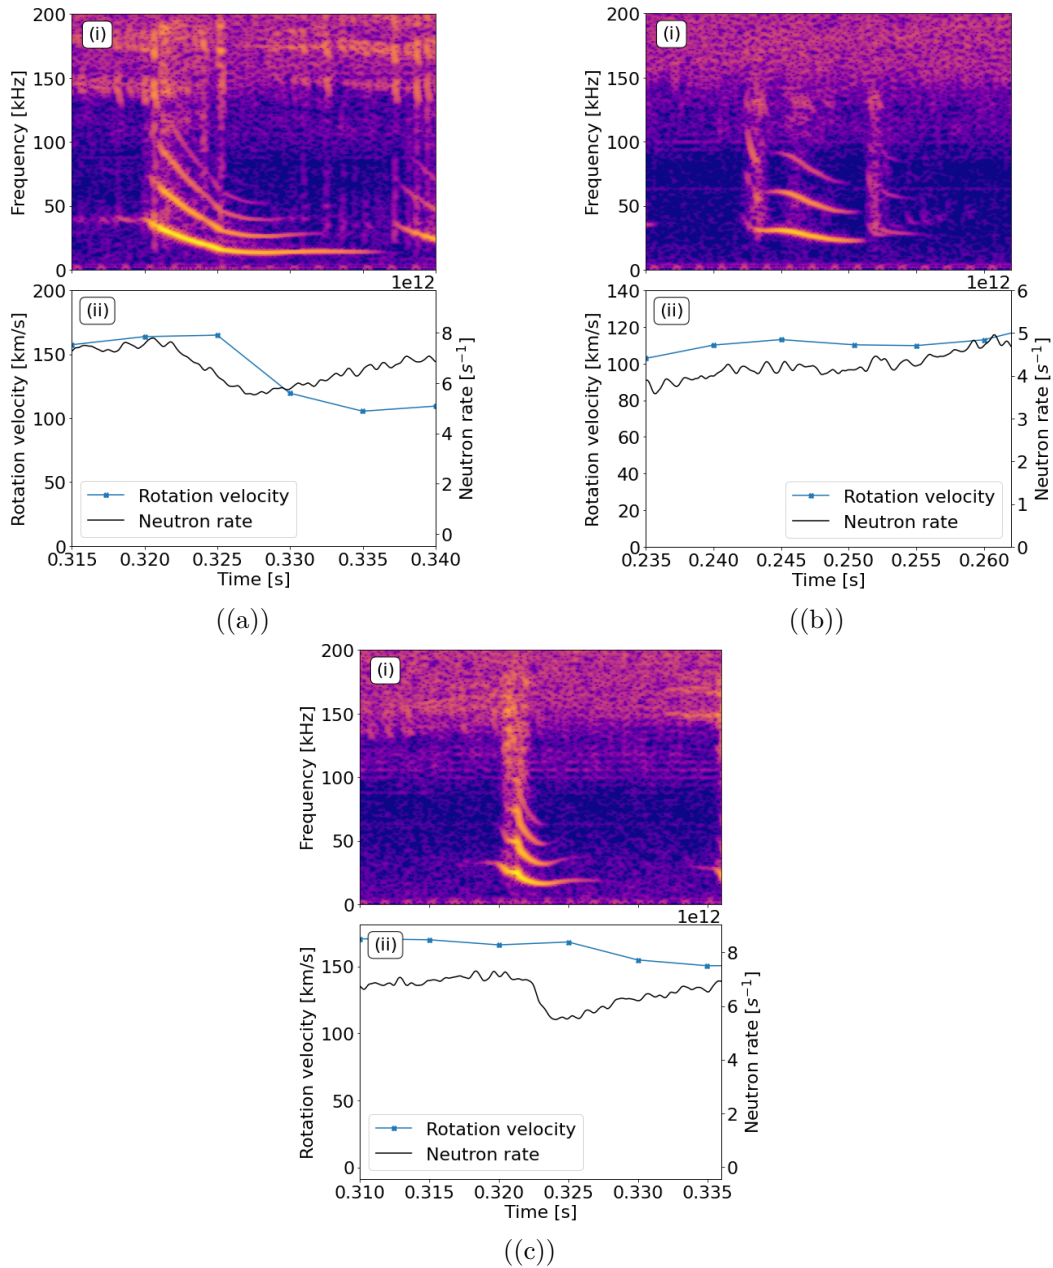 (i)
Frequency [kHz]
200
150
100
50
0
1e12
(ii)
Rotation velocity [km/s]
200
150
100
50
0
8
6
4
2
0
Neutron rate [s⁻¹]
Rotation velocity
Neutron rate
0.315 0.320 0.325 0.330 0.335 0.340
Time [s]
((a))
(i)
Frequency [kHz]
200
150
100
50
0
1e12
(ii)
Rotation velocity [km/s]
140
120
100
80
60
40
20
0
6
5
4
3
2
1
0
Neutron rate [s⁻¹]
Rotation velocity
Neutron rate
0.235 0.240 0.245 0.250 0.255 0.260
Time [s]
((b))
(i)
Frequency [kHz]
200
150
100
50
0
1e12
(ii)
Rotation velocity [km/s]
150
100
50
0
8
6
4
2
0
Neutron rate [s⁻¹]
Rotation velocity
Neutron rate
0.310 0.315 0.320 0.325 0.330 0.335
Time [s]
((c))